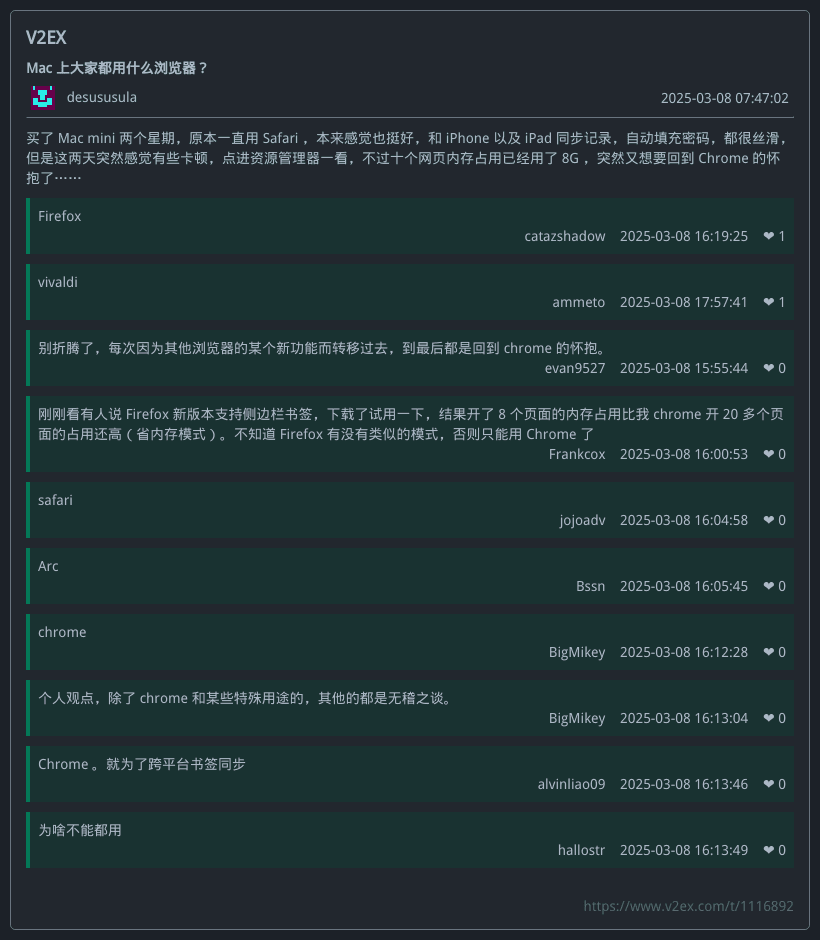 V2EX
Mac 上大家都用什么浏览器？
desususula
2025-03-08 07:47:02
买了 Mac mini 两个星期，原本一直用 Safari ，本来感觉也挺好，和 iPhone 以及 iPad 同步记录，自动填充密码，都很丝滑，
但是这两天突然感觉有些卡顿，点进资源管理器一看，不过十个网页内存占用已经用了 8G ，突然又想要回到 Chrome 的怀
抱了……
Firefox
catazshadow 2025-03-08 16:19:25 ❤ 1
vivaldi
ammeto 2025-03-08 17:57:41 ❤ 1
别折腾了，每次因为其他浏览器的某个新功能而转移过去，到最后都是回到 chrome 的怀抱。
evan9527 2025-03-08 15:55:44 ❤ 0
刚刚看有人说 Firefox 新版本支持侧边栏书签，下载了试用一下，结果开了 8 个页面的内存占用比我 chrome 开 20 多个页
面的占用还高（省内存模式）。不知道 Firefox 有没有类似的模式，否则只能用 Chrome 了
Frankcox 2025-03-08 16:00:53 ❤ 0
safari
jojoadv 2025-03-08 16:04:58 ❤ 0
Arc
Bssn 2025-03-08 16:05:45 ❤ 0
chrome
BigMikey 2025-03-08 16:12:28 ❤ 0
个人观点，除了 chrome 和某些特殊用途的，其他的都是无稽之谈。
BigMikey 2025-03-08 16:13:04 ❤ 0
Chrome 。就为了跨平台书签同步
alvinliao09 2025-03-08 16:13:46 ❤ 0
为啥不能都用
hallostr 2025-03-08 16:13:49 ❤ 0
https://www.v2ex.com/t/1116892